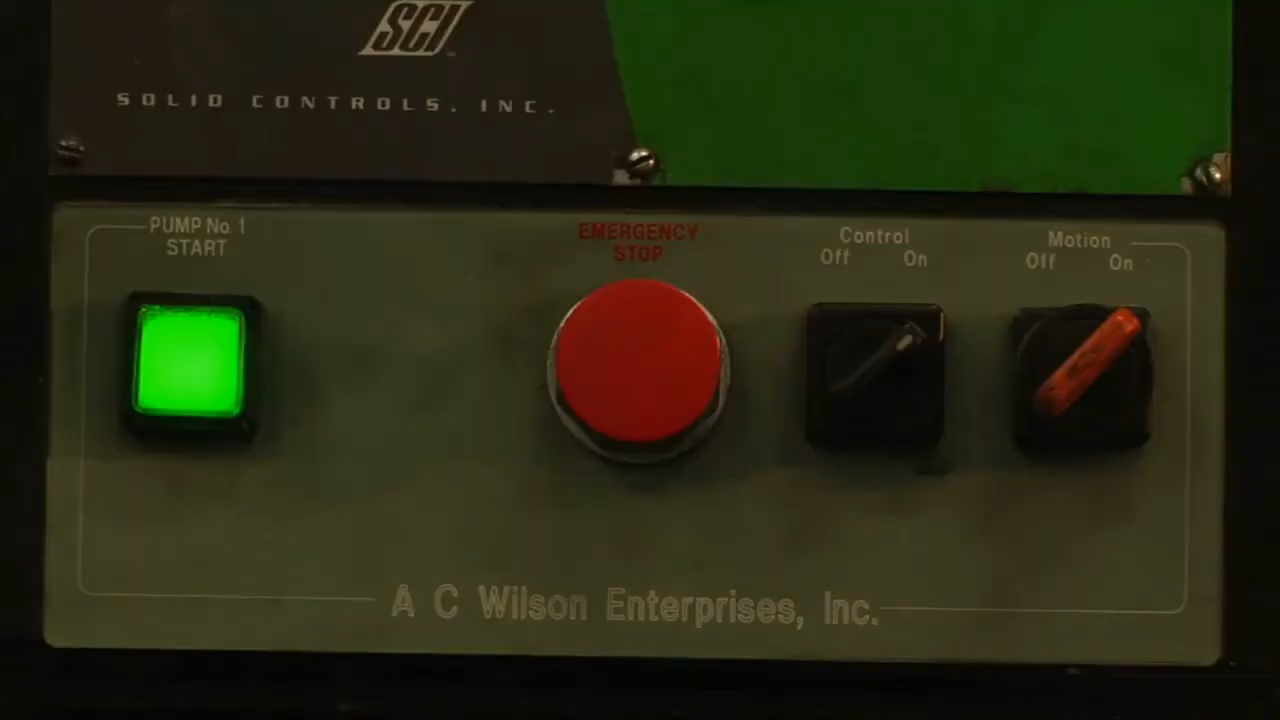 SCI
SOLID CONTROLS, INC.
PUMP No. 1
START
EMERGENCY
STOP
Control
Off On
Motion
Off On
A C Wilson Enterprises, Inc.